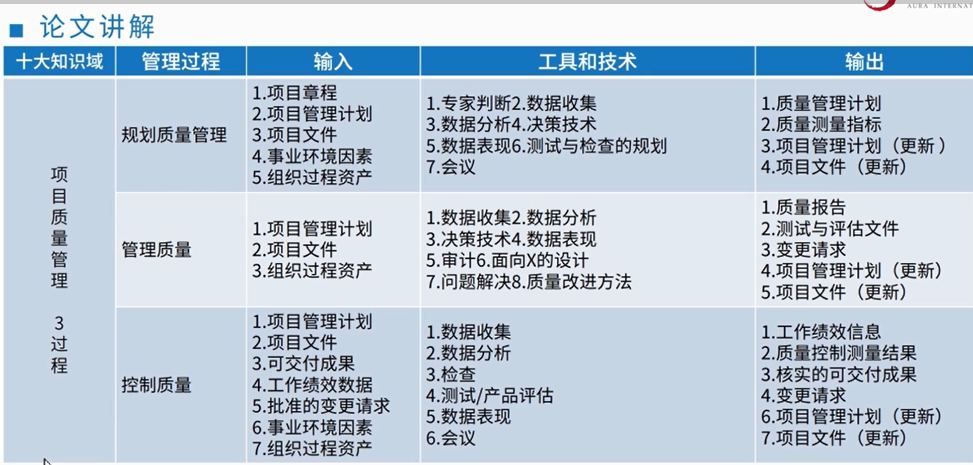 AURA INTERNAT
论文讲解
十大知识域 管理过程 输入 工具和技术 输出
项目质量管理 3过程
规划质量管理
1.项目章程
2.项目管理计划
3.项目文件
4.事业环境因素
5.组织过程资产
1.专家判断2.数据收集
3.数据分析4.决策技术
5.数据表现6.测试与检查的规划
7.会议
1.质量管理计划
2.质量测量指标
3.项目管理计划（更新 ）
4.项目文件（更新）
管理质量
1.项目管理计划
2.项目文件
3.组织过程资产
1.数据收集2.数据分析
3.决策技术4.数据表现
5.审计6.面向X的设计
7.问题解决8.质量改进方法
1.质量报告
2.测试与评估文件
3.变更请求
4.项目管理计划（更新）
5.项目文件（更新）
控制质量
1.项目管理计划
2.项目文件
3.可交付成果
4.工作绩效数据
5.批准的变更请求
6.事业环境因素
7.组织过程资产
1.数据收集
2.数据分析
3.检查
4.测试/产品评估
5.数据表现
6.会议
1.工作绩效信息
2.质量控制测量结果
3.核实的可交付成果
4.变更请求
6.项目管理计划（更新）
7.项目文件（更新）